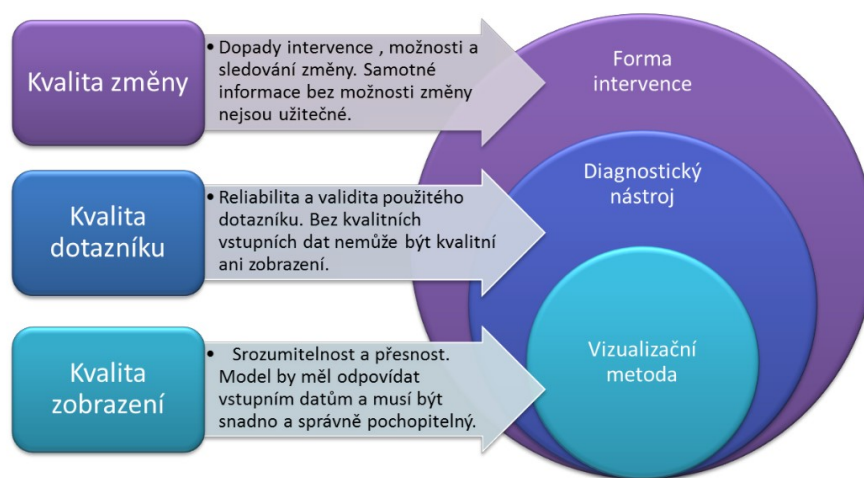 Kvalita změny
• Dopady intervence , možnosti a
sledování změny. Samotné
informace bez možnosti změny
nejsou užitečné.
Forma
intervence
Kvalita
dotazníku
• Reliabilita a validita použitého
dotazníku. Bez kvalitních
vstupních dat nemůže být kvalitní
ani zobrazení.
Diagnostický
nástroj
Kvalita
zobrazení
• Srozumitelnost a přesnost.
Model by měl odpovídat
vstupním datům a musí být
snadno a správně pochopitelný.
Vizualizační
metoda